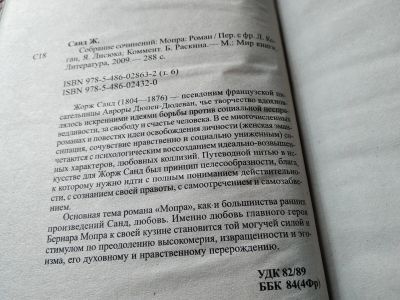 Санд Ж.
С18 Собрание сочинений: Мопра: Роман / Пер. с фр. Л. Ко-
ган, Я. Лисюка; Коммент. Б. Раскина. — М.: Мир книги,
Литература, 2009. — 288 с.
ISBN 978-5-486-02863-2 (т. 6)
ISBN 978-5-486-02432-0
Жорж Санд (1804—1876) — псевдоним французской пи-
сательницы Авроры Дюпен-Дюдеван, чье творчество вдохнов-
лялось искренними идеями борьбы против социальной неспра-
ведливости, за свободу и счастье человека. В ее многочисленных
романах и повестях идеи освобождения личности (женская эман-
сипация, сочувствие нравственно и социально униженным) со-
четаются с психологическим воссозданием идеально-возвышен-
ных характеров, любовных коллизий. Путеводной нитью в ис-
кусстве для Жорж Санд был принцип целесообразности, блага,
к которому нужно идти с полным пониманием действительно-
сти, с сознанием своей правоты, с самоотречением и самозабве-
нием.
Основная тема романа «Мопра», как и большинства ранних
произведений Санд, любовь. Именно любовь главного героя
Бернара Мопра к своей кузине становится той могучей силой и
стимулом по преодолению высокомерия, извращенности и эго-
изма, его духовному и нравственному перерождению.
УДК 82/89
ББК 84(4Фр)